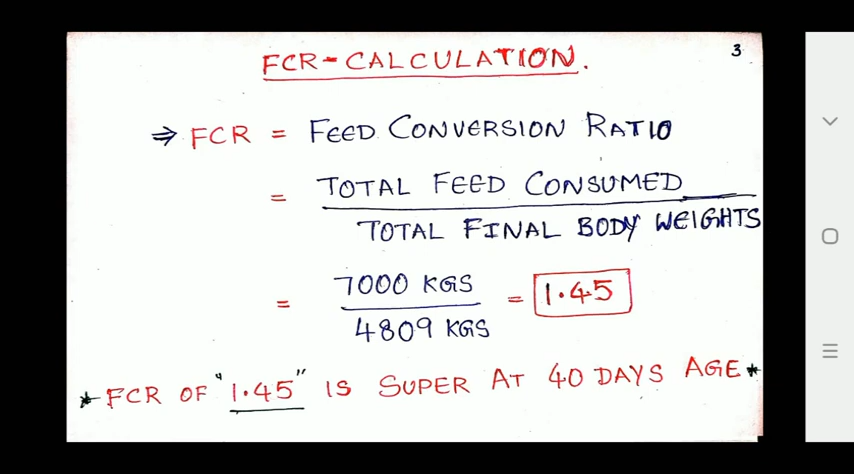 3
FCR-CALCULATION.
⇒ FCR = FEED CONVERSION RATIO
= TOTAL FEED CONSUMED
TOTAL FINAL BODY WEIGHTS
= 7000 KGS = 1.45
4809 KGS
*FCR OF "1.45" IS SUPER AT 40 DAYS AGE*